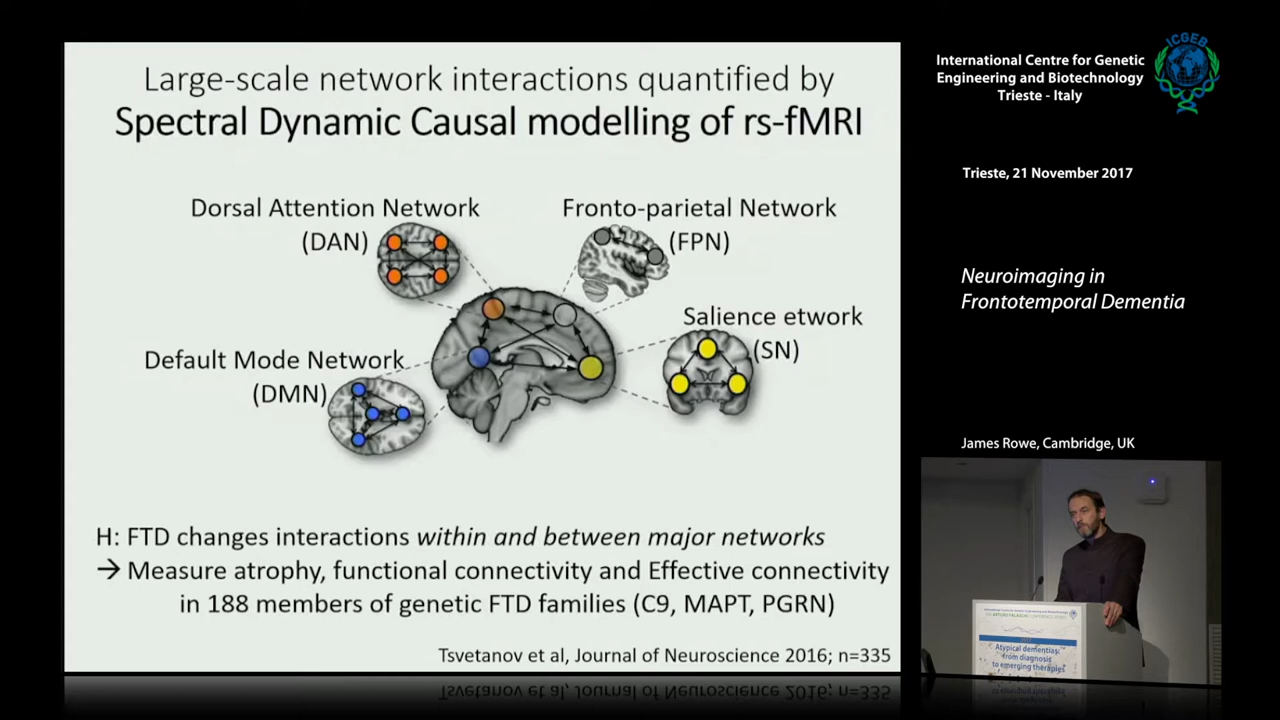 Large-scale network interactions quantified by
Spectral Dynamic Causal modelling of rs-fMRI
Dorsal Attention Network
(DAN)
Fronto-parietal Network
(FPN)
Salience etwork
(SN)
Default Mode Network
(DMN)
H: FTD changes interactions within and between major networks
→ Measure atrophy, functional connectivity and Effective connectivity
in 188 members of genetic FTD families (C9, MAPT, PGRN)
Tsvetanov et al, Journal of Neuroscience 2016; n=335
International Centre for Genetic
Engineering and Biotechnology
Trieste - Italy
ICGEB
Trieste, 21 November 2017
Neuroimaging in
Frontotemporal Dementia
James Rowe, Cambridge, UK
Atypical dementias:
from diagnosis
to emerging therapies